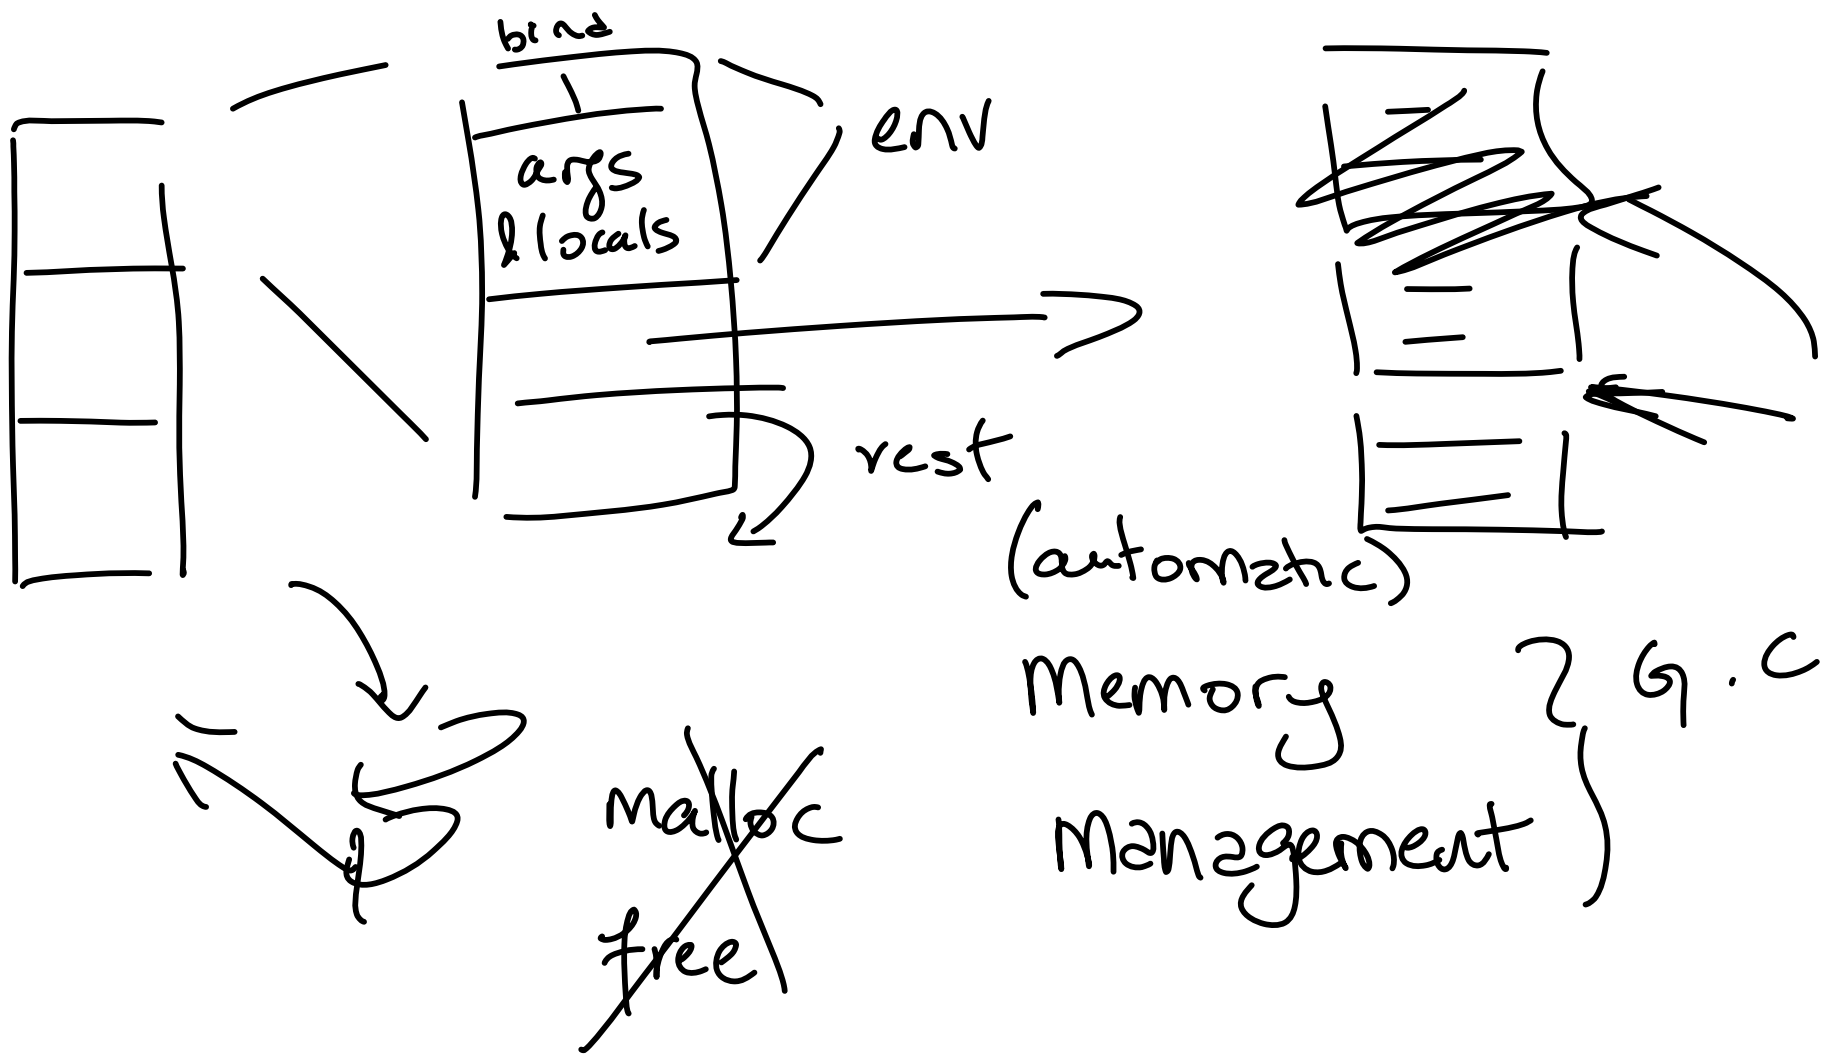 bind
env
args
& locals
rest
(automatic)
Memory
Management
G.C
malloc
free